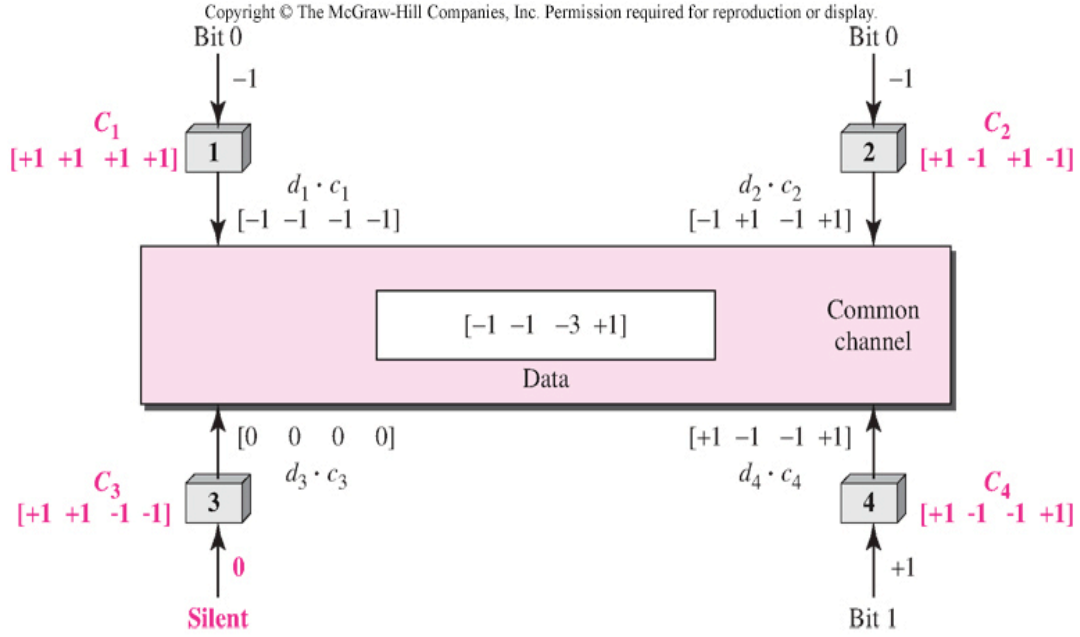 Copyright © The McGraw-Hill Companies, Inc. Permission required for reproduction or display.
Bit 0
Bit 0
–1
–1
C1
[+1 +1 +1 +1]
1
2
C2
[+1 -1 +1 -1]
d1 · c1
[–1 –1 –1 –1]
d2 · c2
[–1 +1 –1 +1]
[–1 –1 –3 +1]
Data
Common
channel
[0 0 0 0]
d3 · c3
[+1 –1 –1 +1]
d4 · c4
C3
[+1 +1 -1 -1]
3
4
C4
[+1 -1 -1 +1]
0
+1
Silent
Bit 1